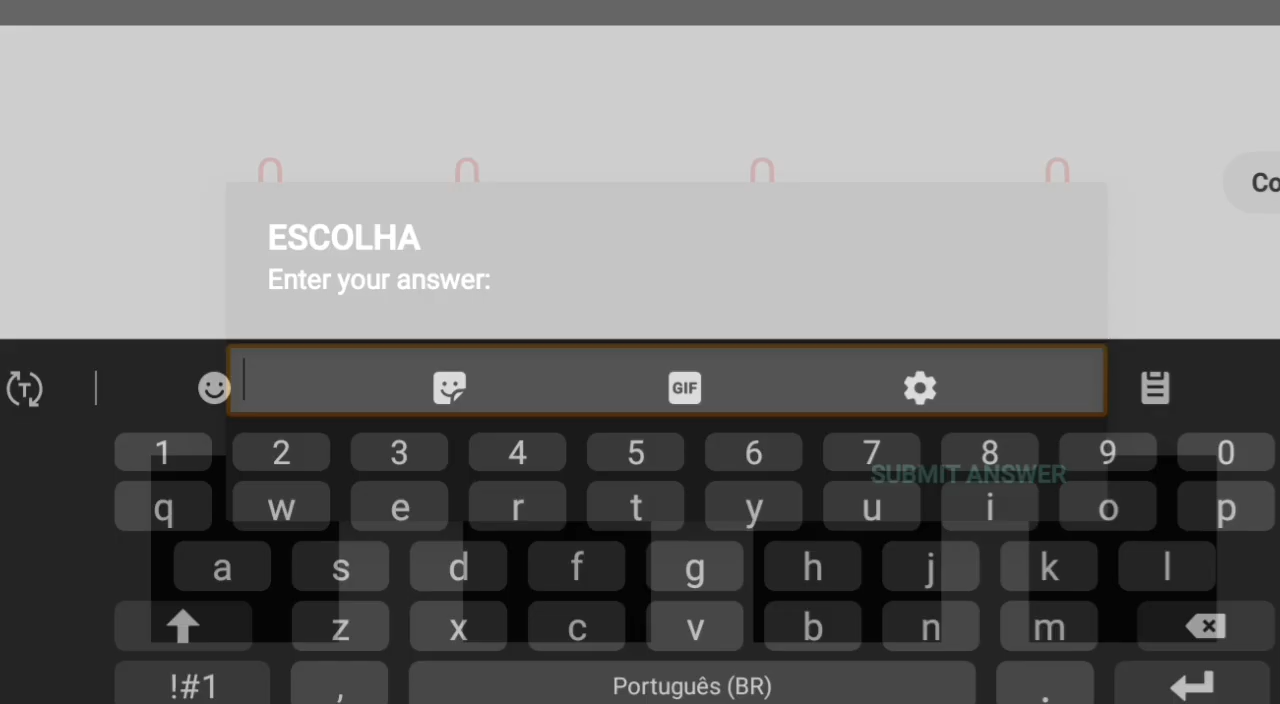 Co
ESCOLHA
Enter your answer:
T
GIF
1 2 3 4 5 6 7 8 9 0
SUBMIT ANSWER
q w e r t y u i o p
a s d f g h j k l
z x c v b n m
!#1 , Português (BR) .